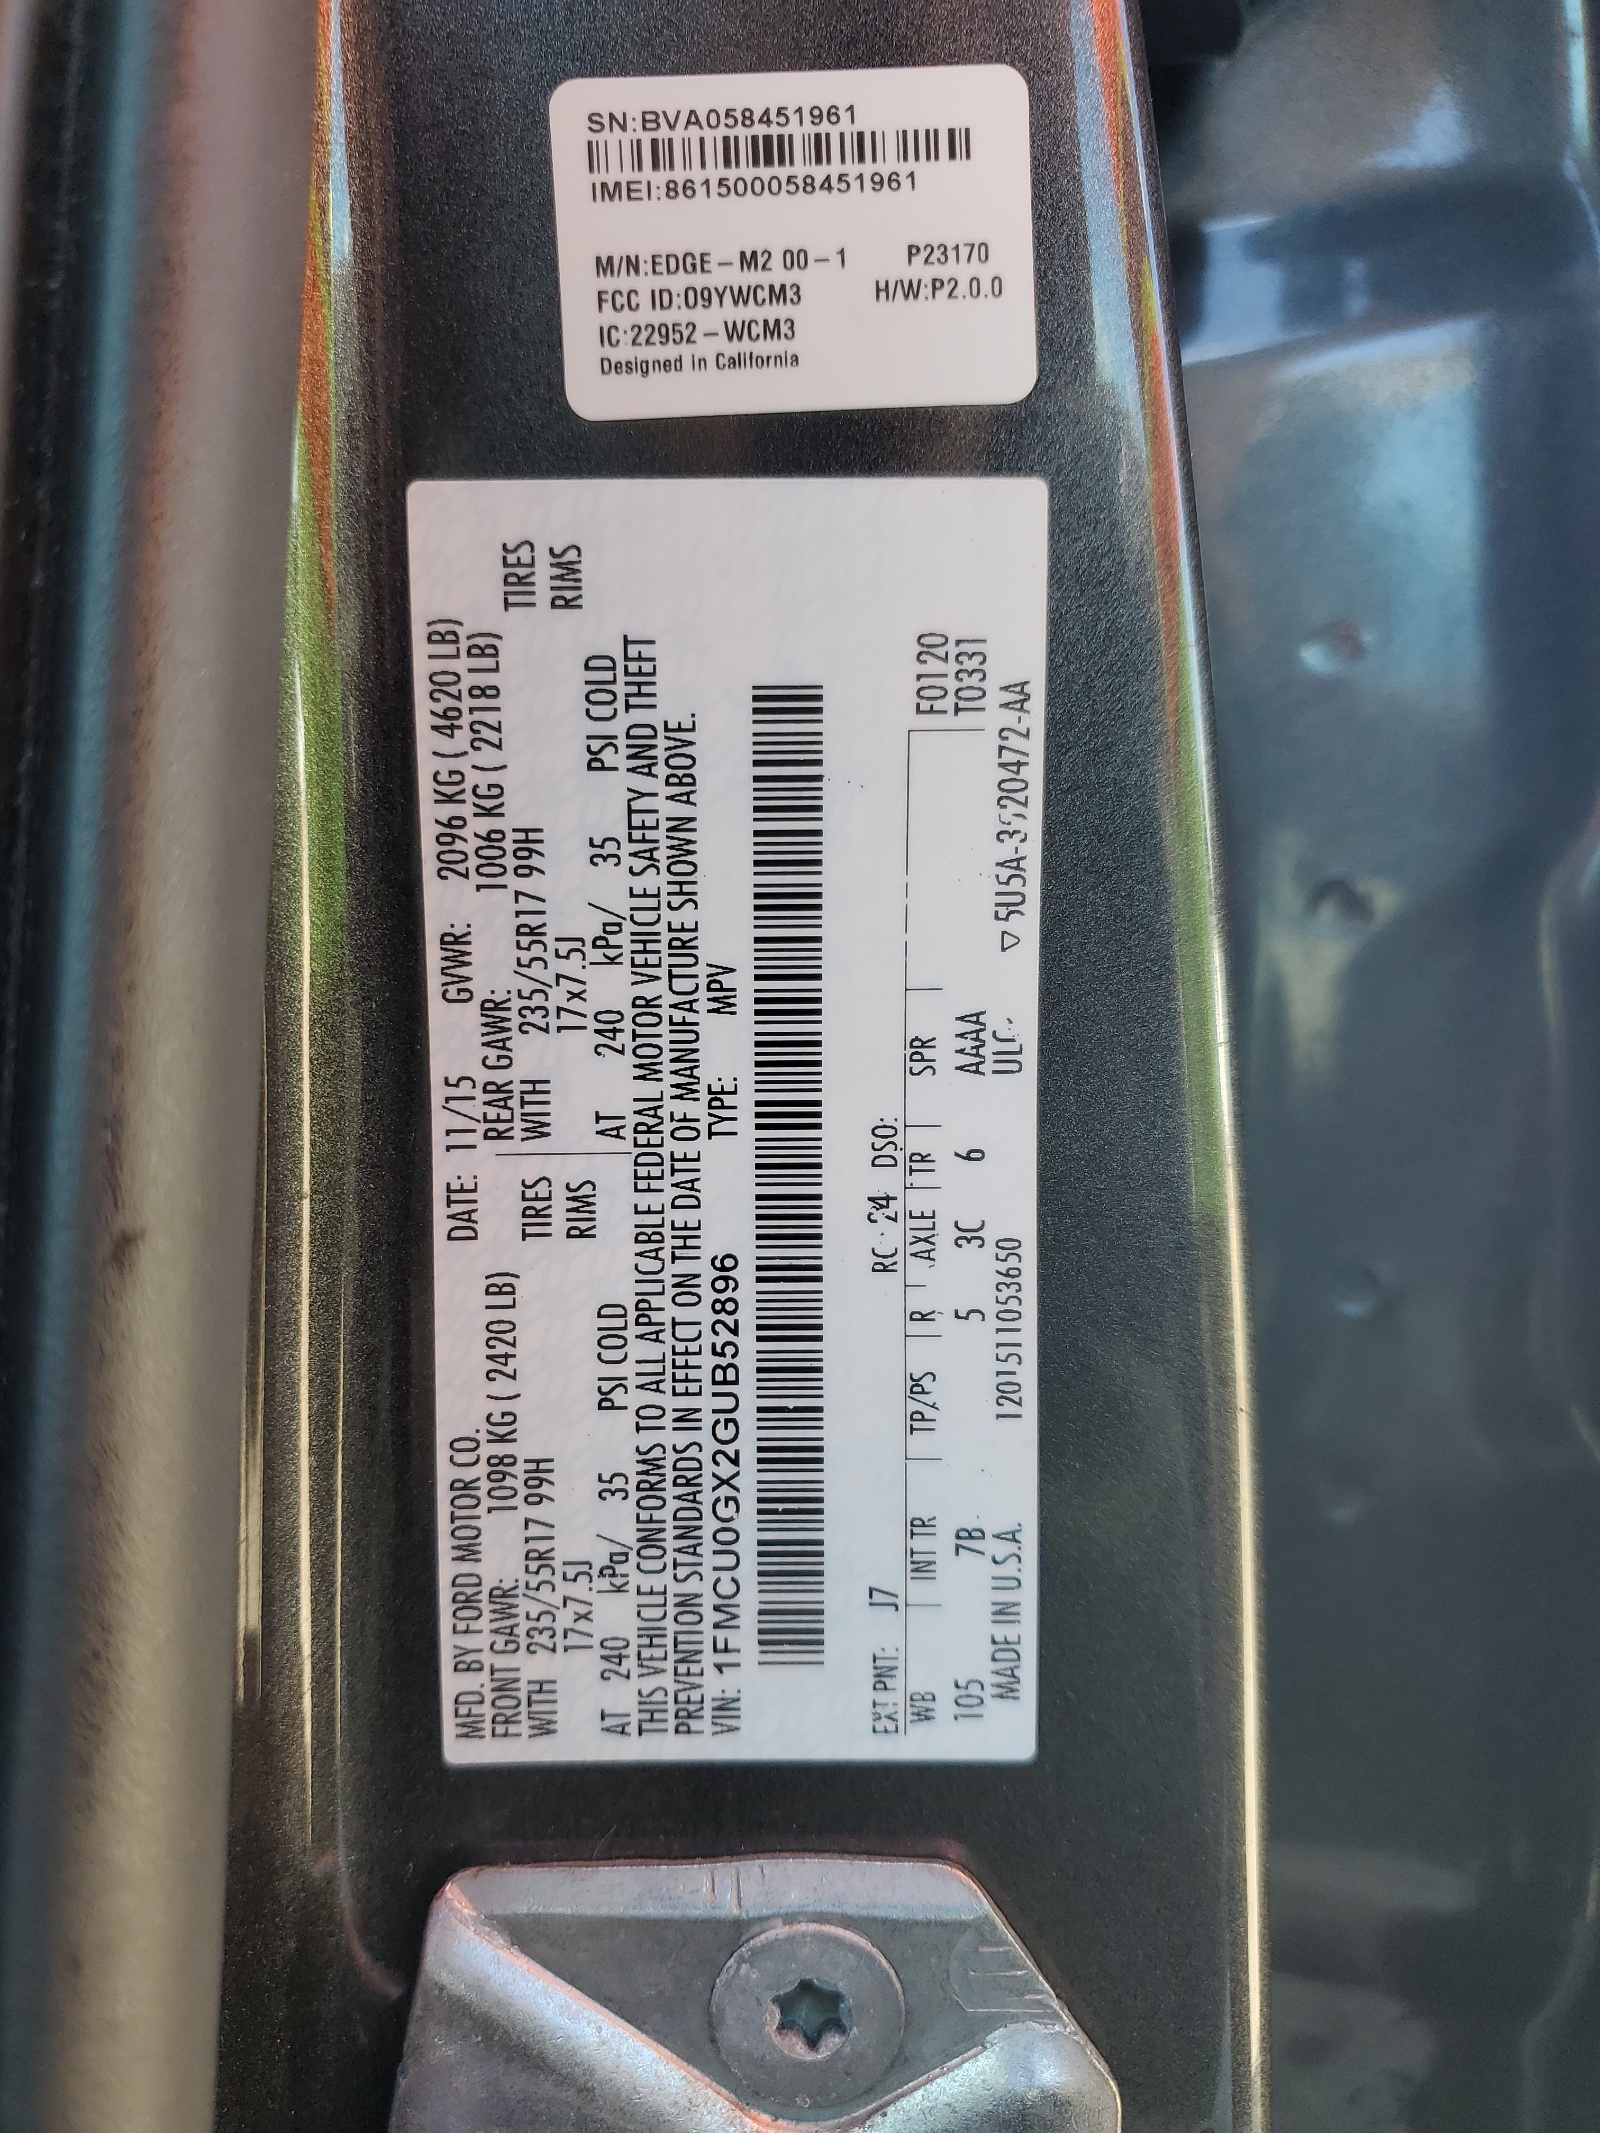 SN:BVA058451961
IMEI:861500058451961
M/N:EDGE-M2 00-1 P23170
FCC ID:O9YWCM3 H/W:P2.0.0
IC:22952-WCM3
Designed in California
MFD. BY FORD MOTOR CO. DATE: 11/15 GVWR: 2096 KG ( 4620 LB)
FRONT GAWR: 1098 KG ( 2420 LB) REAR GAWR: 1006 KG ( 2218 LB)
WITH 235/55R17 99H TIRES WITH 235/55R17 99H TIRES
17x7.5J RIMS 17x7.5J RIMS
AT 240 kPa/ 35 PSI COLD AT 240 kPa/ 35 PSI COLD
THIS VEHICLE CONFORMS TO ALL APPLICABLE FEDERAL MOTOR VEHICLE SAFETY AND THEFT
PREVENTION STANDARDS IN EFFECT ON THE DATE OF MANUFACTURE SHOWN ABOVE.
VIN: 1FMCU0GX2GUB52896 TYPE: MPV
EXT PNT: J7 RC: 24 DSO:
WB INT TR TP/PS R AXLE TR SPR F0120
105 7B 5 3C 6 AAAA T0331
MADE IN U.S.A. 1201511053650 ▽